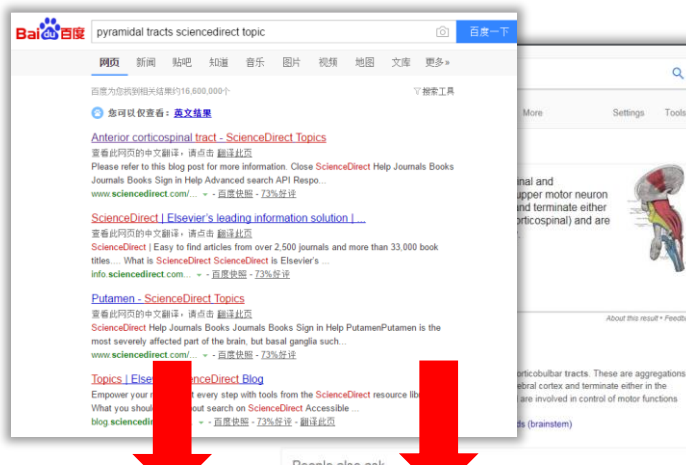 Bai 百度 pyramidal tracts sciencedirect topic 百度一下
网页 新闻 贴吧 知道 音乐 图片 视频 地图 文库 更多»
百度为您找到相关结果约16,600,000个 搜索工具
您可以仅查看：英文结果
Anterior corticospinal tract - ScienceDirect Topics
查看此网页的中文翻译，请点击 翻译此页
Please refer to this blog post for more information. Close ScienceDirect Help Journals Books
Journals Books Sign in Help Advanced search API Respo...
www.sciencedirect.com/... - 百度快照 - 73%好评
ScienceDirect | Elsevier's leading information solution | ...
查看此网页的中文翻译，请点击 翻译此页
ScienceDirect | Easy to find articles from over 2,500 journals and more than 33,000 book
titles.... What is ScienceDirect ScienceDirect is Elsevier's ...
info.sciencedirect.com... - 百度快照 - 73%好评
Putamen - ScienceDirect Topics
查看此网页的中文翻译，请点击 翻译此页
ScienceDirect Help Journals Books Journals Books Sign in Help PutamenPutamen is the
most severely affected part of the brain, but basal ganglia such...
www.sciencedirect.com/... - 百度快照 - 73%好评
Topics | Direct Blog
Empower your every step with tools from the ScienceDirect resource
What you should search on ScienceDirect Accessible ...
blog. - 百度快照 - 73%好评 - 翻译此页
More Settings Tools
and
upper motor neuron
and terminate either
and are
About this result
tracts. These are aggregations
cortex and terminate either in the
are involved in control of motor functions
(brainstem)
People also ask